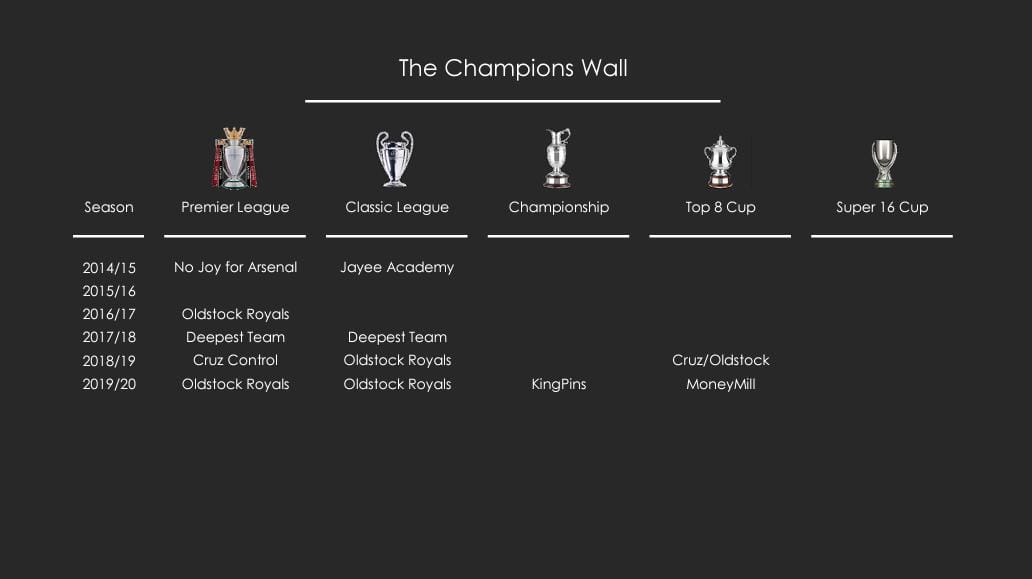 The Champions Wall
Season Premier League Classic League Championship Top 8 Cup Super 16 Cup
2014/15 No Joy for Arsenal Jayee Academy
2015/16
2016/17 Oldstock Royals
2017/18 Deepest Team Deepest Team
2018/19 Cruz Control Oldstock Royals Cruz/Oldstock
2019/20 Oldstock Royals Oldstock Royals KingPins MoneyMill